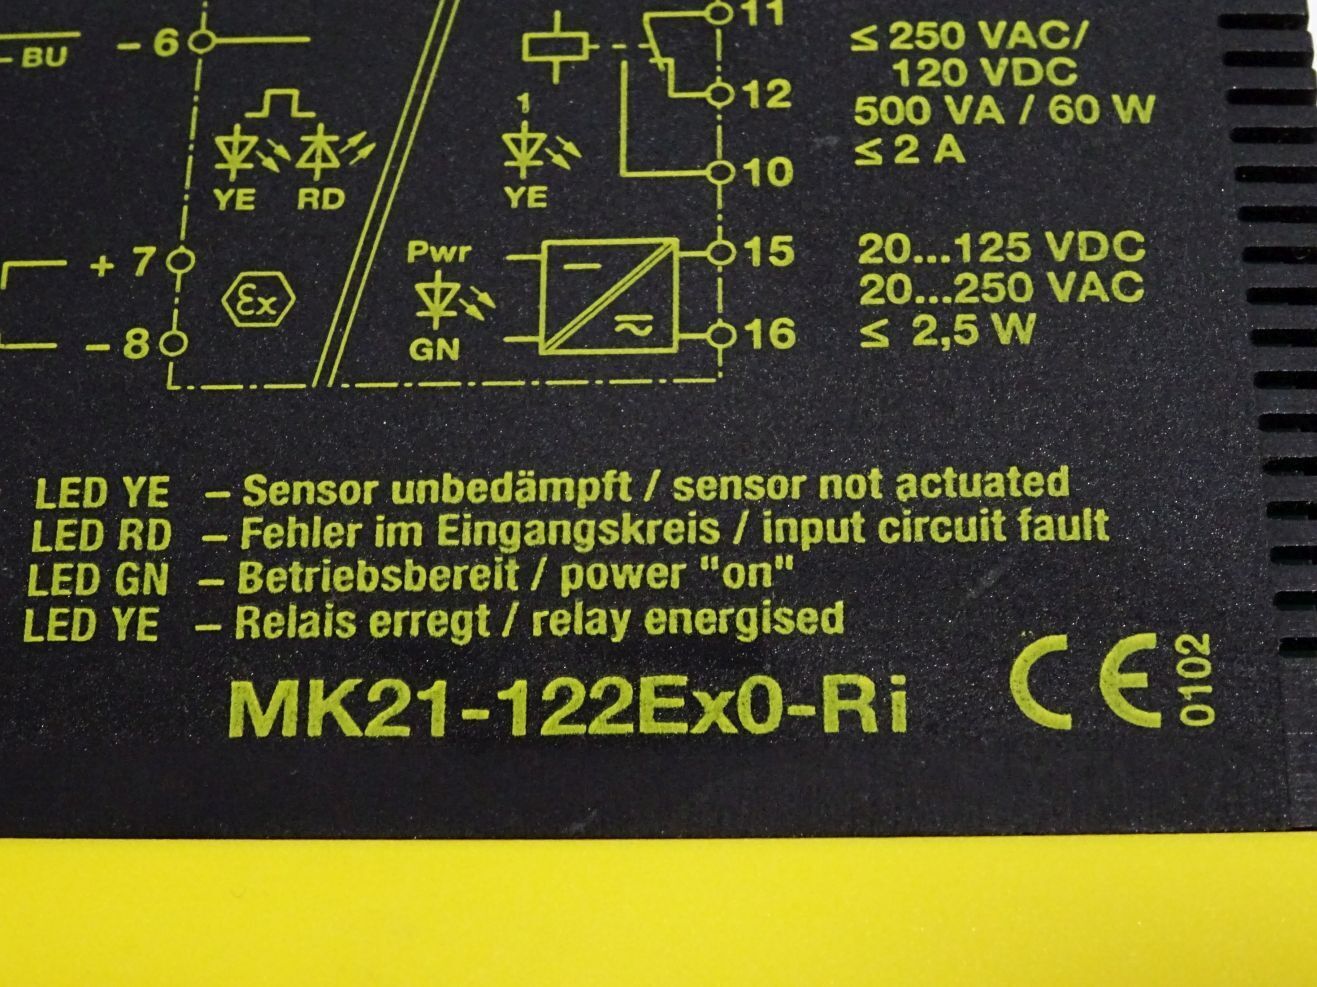 11
≤ 250 VAC/
- 6
BU
120 VDC
12
500 VA / 60 W
1
≤ 2 A
10
YE RD
YE
+ 7
Pwr
15
20...125 VDC
20...250 VAC
Ex
- 8
GN
16
≤ 2,5 W
LED YE - Sensor unbedämpft / sensor not actuated
LED RD - Fehler im Eingangskreis / input circuit fault
LED GN - Betriebsbereit / power "on"
LED YE - Relais erregt / relay energised
MK21-122Ex0-Ri
CE 0102